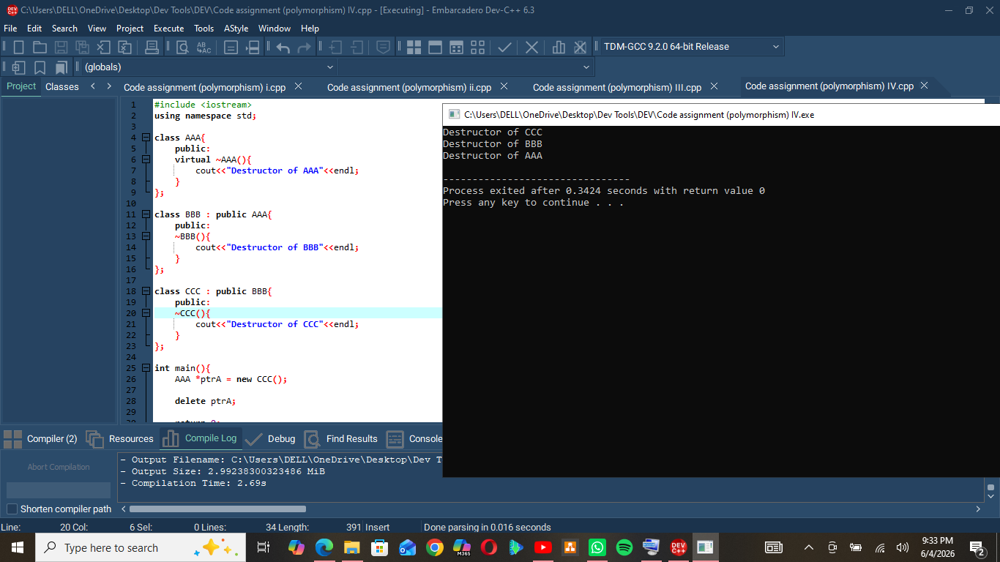 C:\Users\DELL\OneDrive\Desktop\Dev Tools\DEV\Code assignment (polymorphism) IV.cpp - [Executing] - Embarcadero Dev-C++ 6.3
File Edit Search View Project Execute Tools AStyle Window Help
TDM-GCC 9.2.0 64-bit Release
(globals)
Project Classes Code assignment (polymorphism) i.cpp Code assignment (polymorphism) ii.cpp Code assignment (polymorphism) III.cpp Code assignment (polymorphism) IV.cpp
1 #include <iostream>
2 using namespace std;
3
4 class AAA{
5 public:
6 virtual ~AAA(){
7 cout<<"Destructor of AAA"<<endl;
8 }
9 };
10
11 class BBB : public AAA{
12 public:
13 ~BBB(){
14 cout<<"Destructor of BBB"<<endl;
15 }
16 };
17
18 class CCC : public BBB{
19 public:
20 ~CCC(){
21 cout<<"Destructor of CCC"<<endl;
22 }
23 };
24
25 int main(){
26 AAA *ptrA = new CCC();
27
28 delete ptrA;
29
30 return 0;
C:\Users\DELL\OneDrive\Desktop\Dev Tools\DEV\Code assignment (polymorphism) IV.exe
Destructor of CCC
Destructor of BBB
Destructor of AAA
--------------------------------
Process exited after 0.3424 seconds with return value 0
Press any key to continue . . .
Compiler (2) Resources Compile Log Debug Find Results Console
Abort Compilation
Shorten compiler path
- Output Filename: C:\Users\DELL\OneDrive\Desktop\Dev T
- Output Size: 2.99238300323486 MiB
- Compilation Time: 2.69s
Line: 20 Col: 6 Sel: 0 Lines: 34 Length: 391 Insert Done parsing in 0.016 seconds
Type here to search
M365
DEV C++
9:33 PM
6/4/2026
2